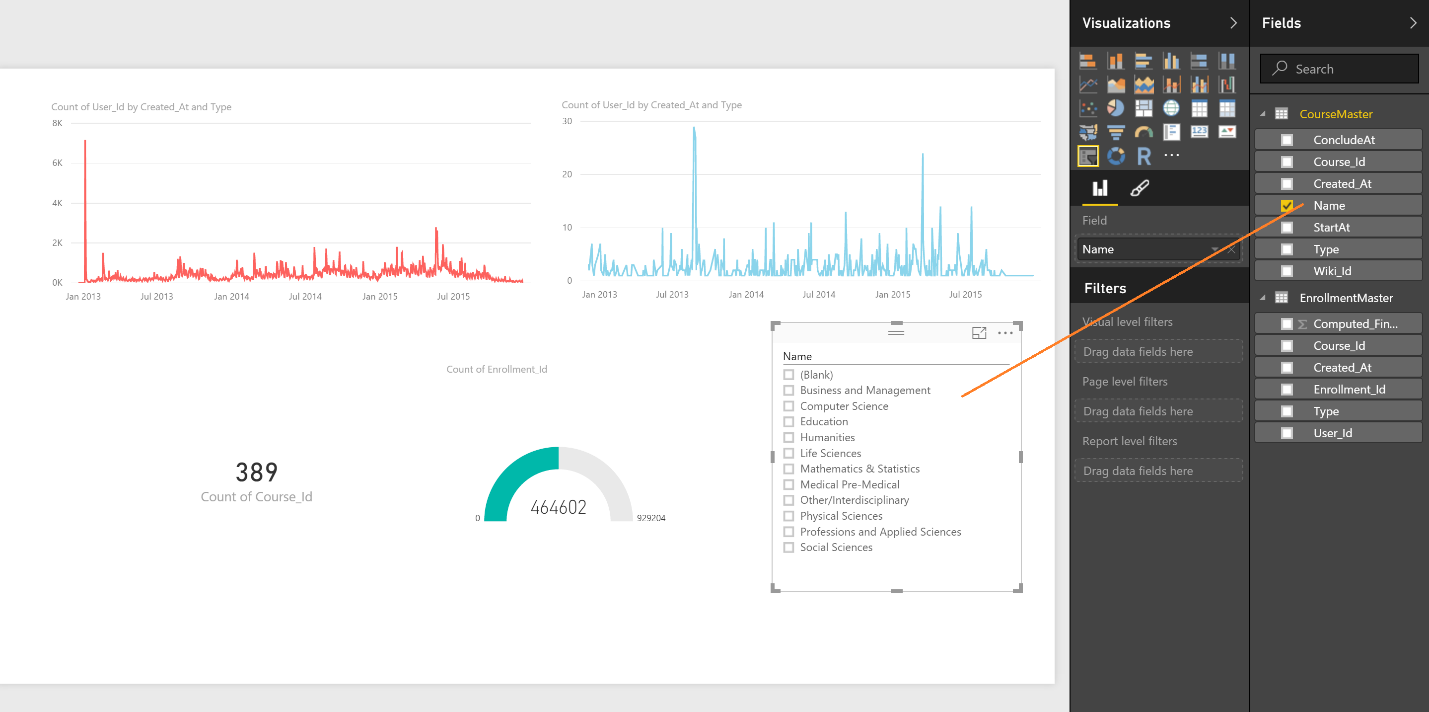 Count of User_Id by Created_At and Type
8K
6K
4K
2K
0K
Jan 2013 Jul 2013 Jan 2014 Jul 2014 Jan 2015 Jul 2015
Count of User_Id by Created_At and Type
30
20
10
0
Jan 2013 Jul 2013 Jan 2014 Jul 2014 Jan 2015 Jul 2015
389
Count of Course_Id
Count of Enrollment_Id
464602
0
929204
Name
(Blank)
Business and Management
Computer Science
Education
Humanities
Life Sciences
Mathematics & Statistics
Medical Pre-Medical
Other/Interdisciplinary
Physical Sciences
Professions and Applied Sciences
Social Sciences
Visualizations
123
R
Field
Name
Filters
Visual level filters
Drag data fields here
Page level filters
Drag data fields here
Report level filters
Drag data fields here
Fields
Search
CourseMaster
ConcludeAt
Course_Id
Created_At
Name
StartAt
Type
Wiki_Id
EnrollmentMaster
Σ Computed_Fin...
Course_Id
Created_At
Enrollment_Id
Type
User_Id